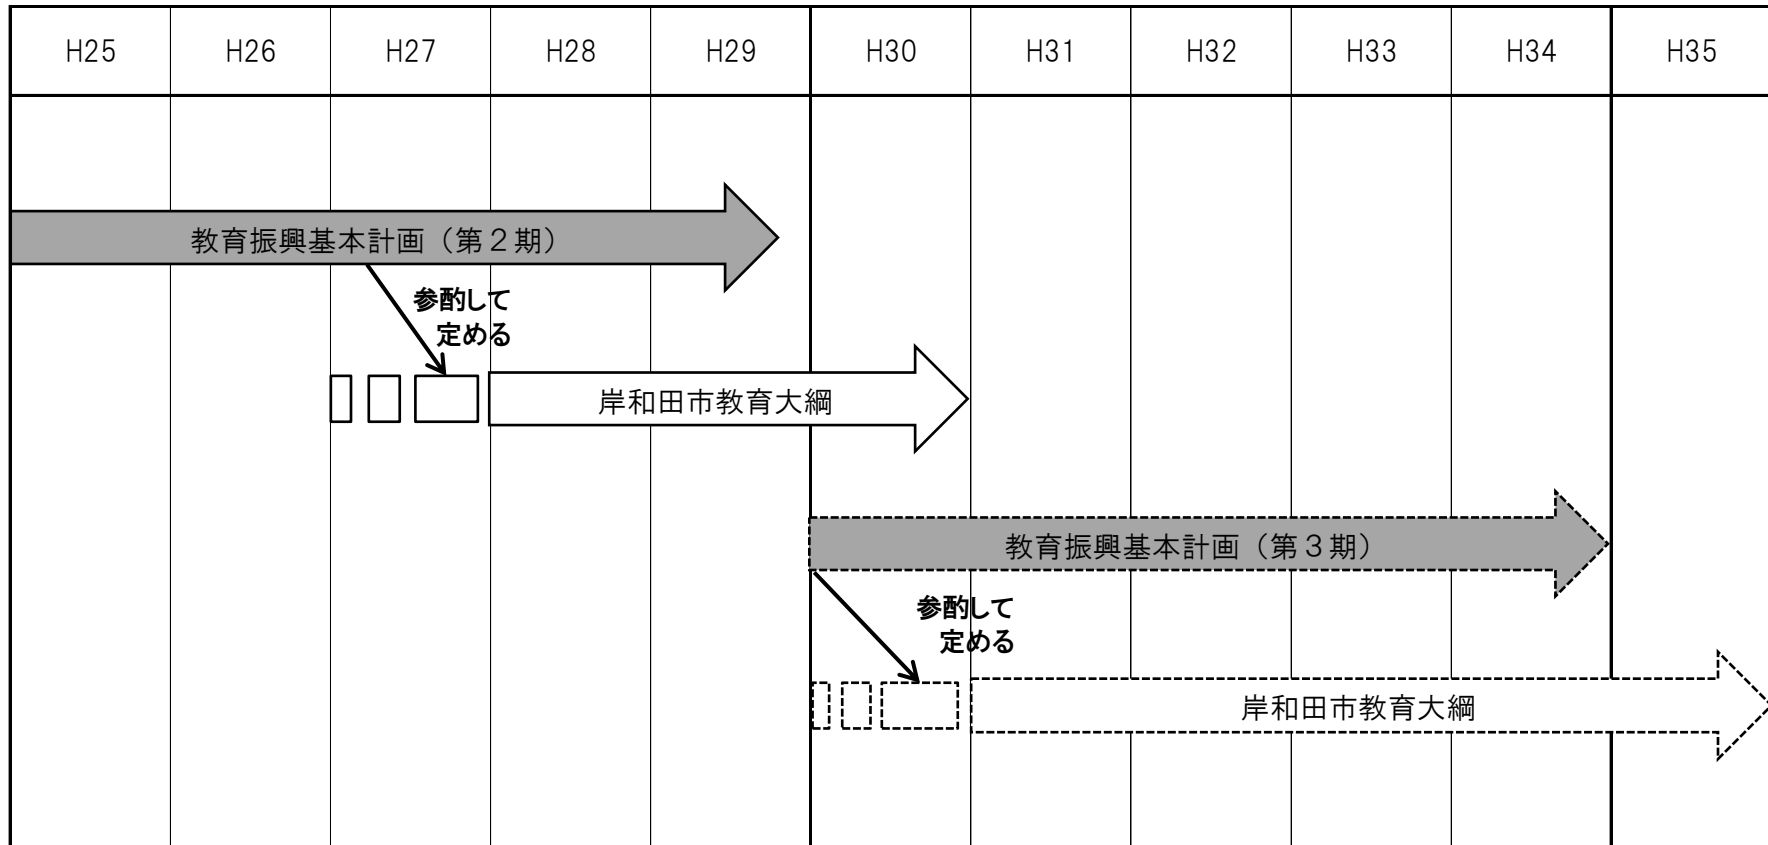 H25 H26 H27 H28 H29 H30 H31 H32 H33 H34 H35
教育振興基本計画（第２期）
参酌して
定める
岸和田市教育大綱
教育振興基本計画（第３期）
参酌して
定める
岸和田市教育大綱